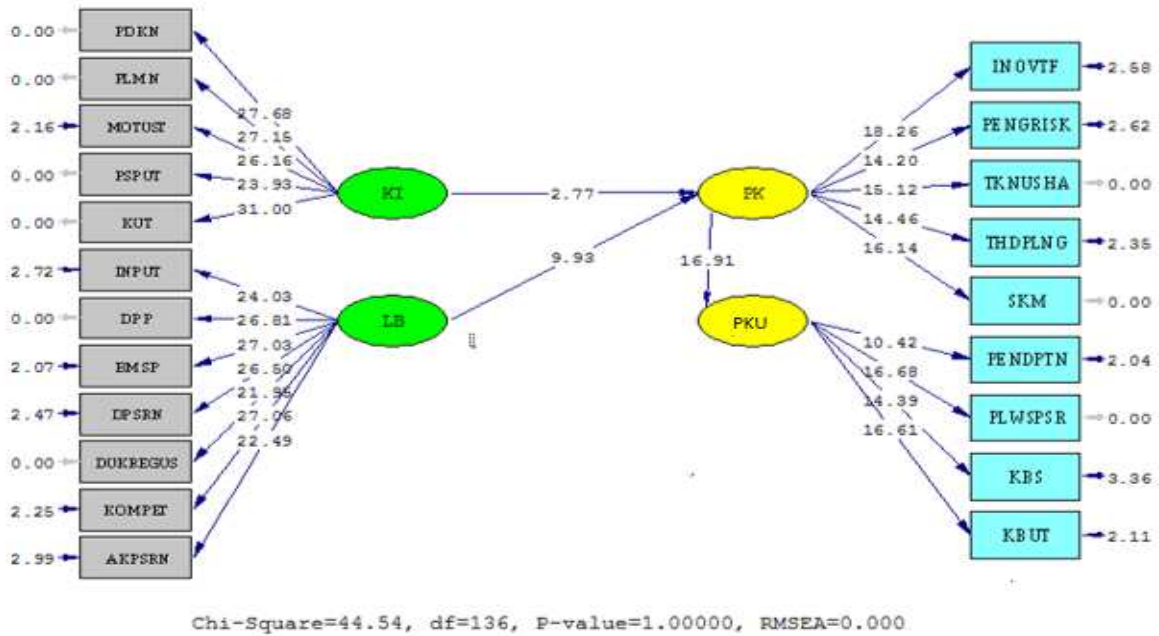 0.00 PDKN
0.00 PLMN
2.16 MOTUST
0.00 PSPUT
0.00 KUT
2.72 INPUT
0.00 DPP
2.07 BMSP
2.47 DPSRN
0.00 DUKREGUS
2.25 KOMPET
2.99 AKPSRN
27.68
27.15
26.16
23.93
31.00
24.03
26.81
27.03
26.50
21.95
27.06
22.49
KI
LB
2.77
9.93
PK
16.91
PKU
18.26
14.20
15.12
14.46
16.14
10.42
16.68
14.39
16.61
INOVTF 2.58
PENGRISK 2.62
TKNUSHA 0.00
THDPLNG 2.35
SKM 0.00
PENDPTN 2.04
PLWSPSR 0.00
KBS 3.36
KBUT 2.11
Chi-Square=44.54, df=136, P-value=1.00000, RMSEA=0.000